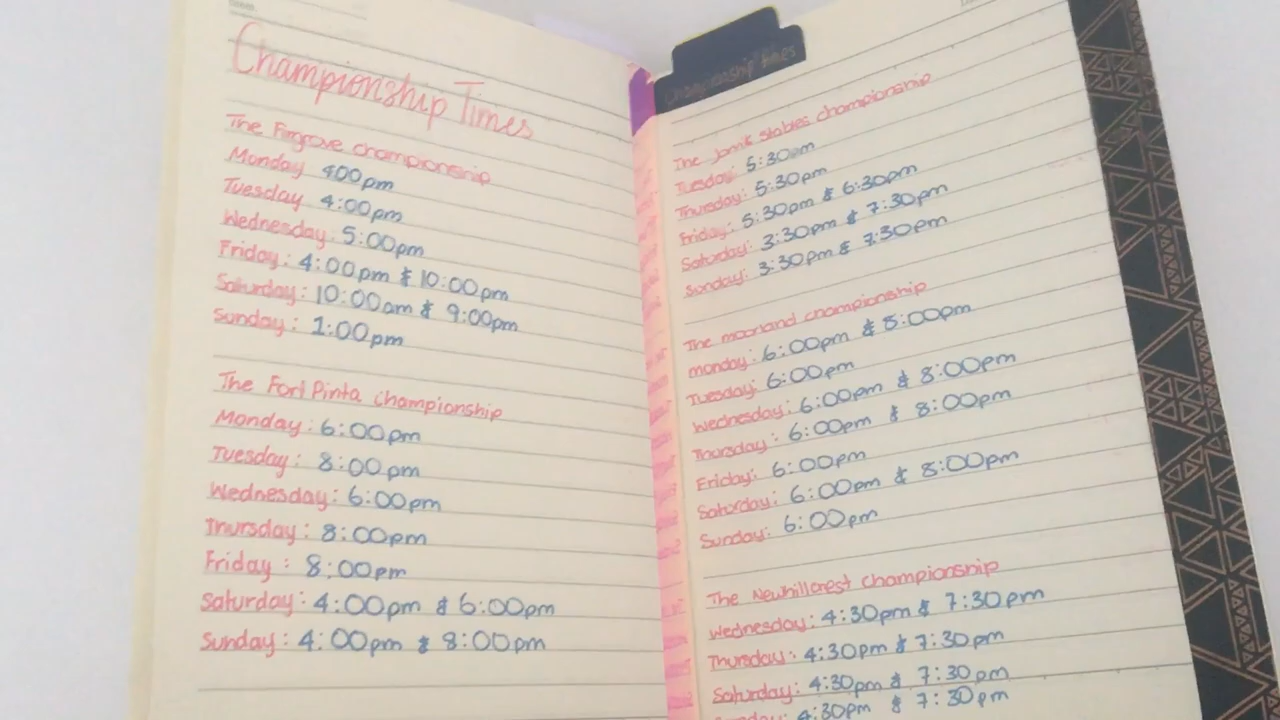 Championship Times
The Firgrove championship
Monday 400pm
Tuesday 4:00pm
Wednesday: 5:00pm
Friday: 4:00pm & 10:00pm
Saturday: 10:00am & 9:00pm
Sunday: 1:00pm
The Fort Pinta championship
Monday: 6:00pm
Tuesday: 8:00pm
Wednesday: 6:00pm
Thursday: 8:00pm
Friday: 8:00pm
Saturday: 4:00pm & 6:00pm
Sunday: 4:00pm & 8:00pm
championship times
The Jorvik stables championship
Tuesday: 5:30pm
Thursday: 5:30pm
Friday: 5:30pm & 6:30pm
Saturday: 3:30pm & 7:30pm
Sunday: 3:30pm & 7:30pm
The moorland championship
monday: 6:00pm & 8:00pm
Tuesday: 6:00pm
Wednesday: 6:00pm & 8:00pm
Thorsday: 6:00pm & 8:00pm
Friday: 6:00pm
Saturday: 6:00pm & 8:00pm
Sunday: 6:00pm
The Newhillcrest championship
Wednesday: 4:30pm & 7:30pm
Thursday: 4:30pm & 7:30pm
Saturday: 4:30pm & 7:30pm
Sunday: 4:30pm & 7:30pm